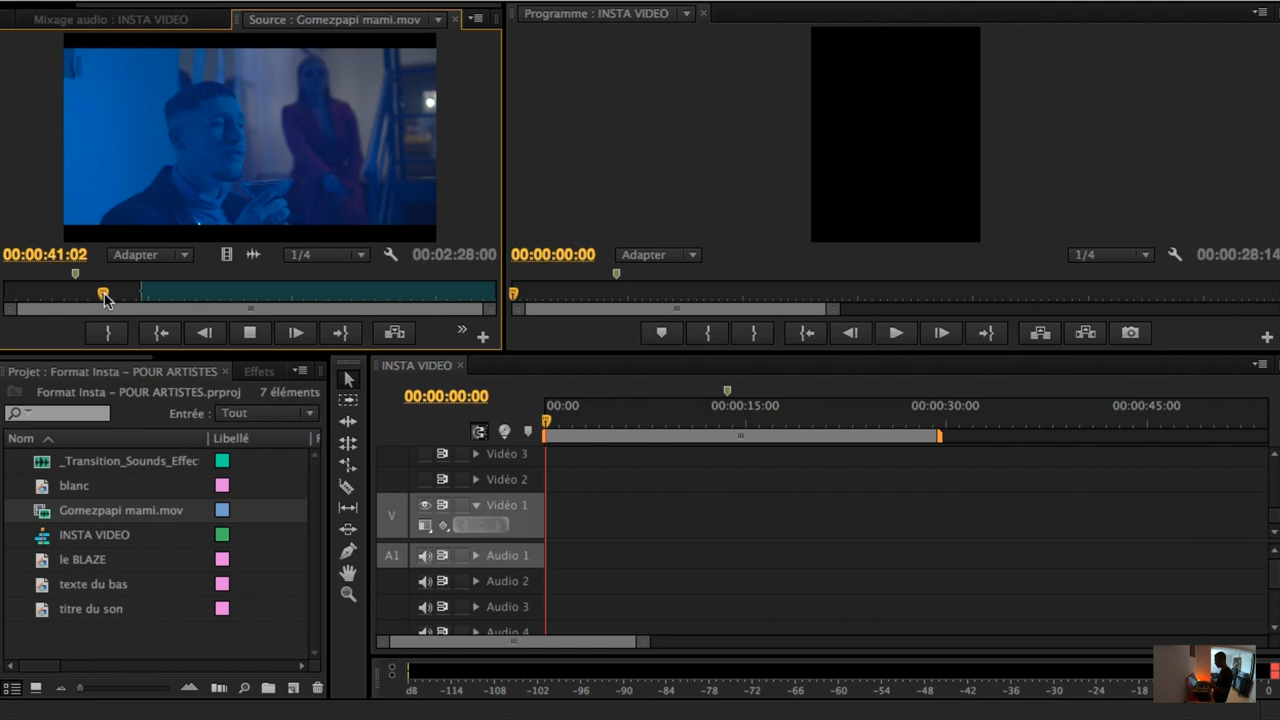 Mixage audio : INSTA VIDEO
Source : Gomezpapi mami.mov
Programme : INSTA VIDEO
00:00:41:02
Adapter
1/4
00:02:28:00
00:00:00:00
Adapter
1/4
00:00:28:14
Projet : Format Insta – POUR ARTISTES
Effets
Format Insta – POUR ARTISTES.prproj
7 éléments
Entrée :
Tout
Nom
Libellé
_Transition_Sounds_Effec
blanc
Gomezpapi mami.mov
INSTA VIDEO
le BLAZE
texte du bas
titre du son
INSTA VIDEO
00:00:00:00
00:00
00:00:15:00
00:00:30:00
00:00:45:00
Vidéo 3
Vidéo 2
V
Vidéo 1
A1
Audio 1
Audio 2
Audio 3
Audio 4
dB
-114
-108
-102
-96
-90
-84
-78
-72
-66
-60
-54
-48
-42
-36
-30
-24
-18
0